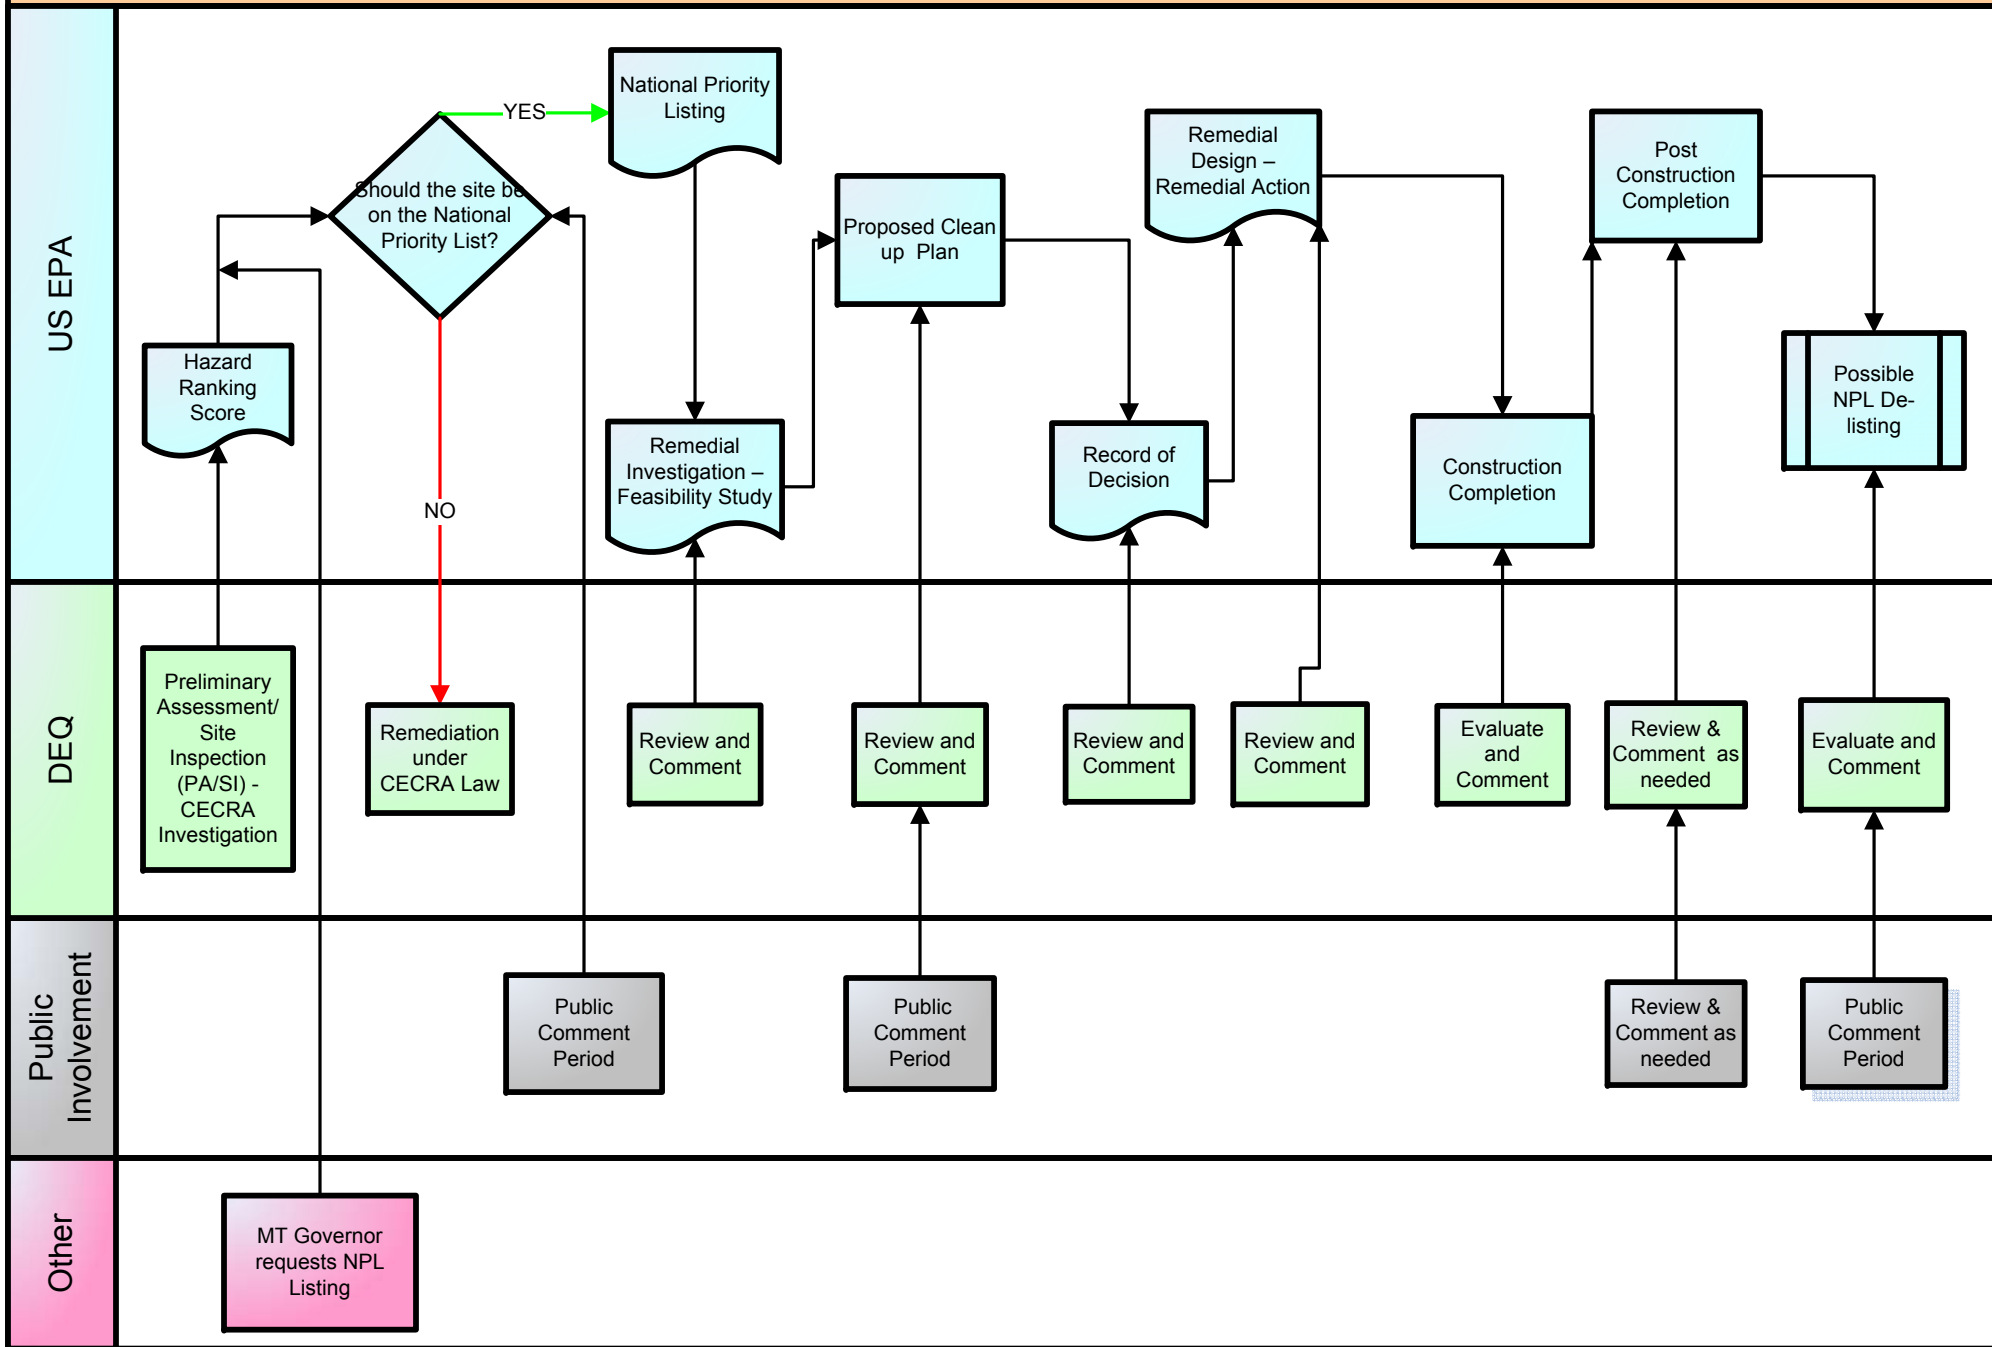 US EPA
National Priority
Listing
YES
Should the site be
on the National
Priority List?
NO
Hazard
Ranking
Score
Remedial
Investigation –
Feasibility Study
Proposed Clean
up Plan
Record of
Decision
Remedial
Design –
Remedial Action
Construction
Completion
Post
Construction
Completion
Possible
NPL De-
listing
DEQ
Preliminary
Assessment/
Site
Inspection
(PA/SI) -
CECRA
Investigation
Remediation
under
CECRA Law
Review and
Comment
Review and
Comment
Review and
Comment
Review and
Comment
Evaluate
and
Comment
Review &
Comment as
needed
Evaluate and
Comment
Public
Involvement
Public
Comment
Period
Public
Comment
Period
Review &
Comment as
needed
Public
Comment
Period
Other
MT Governor
requests NPL
Listing